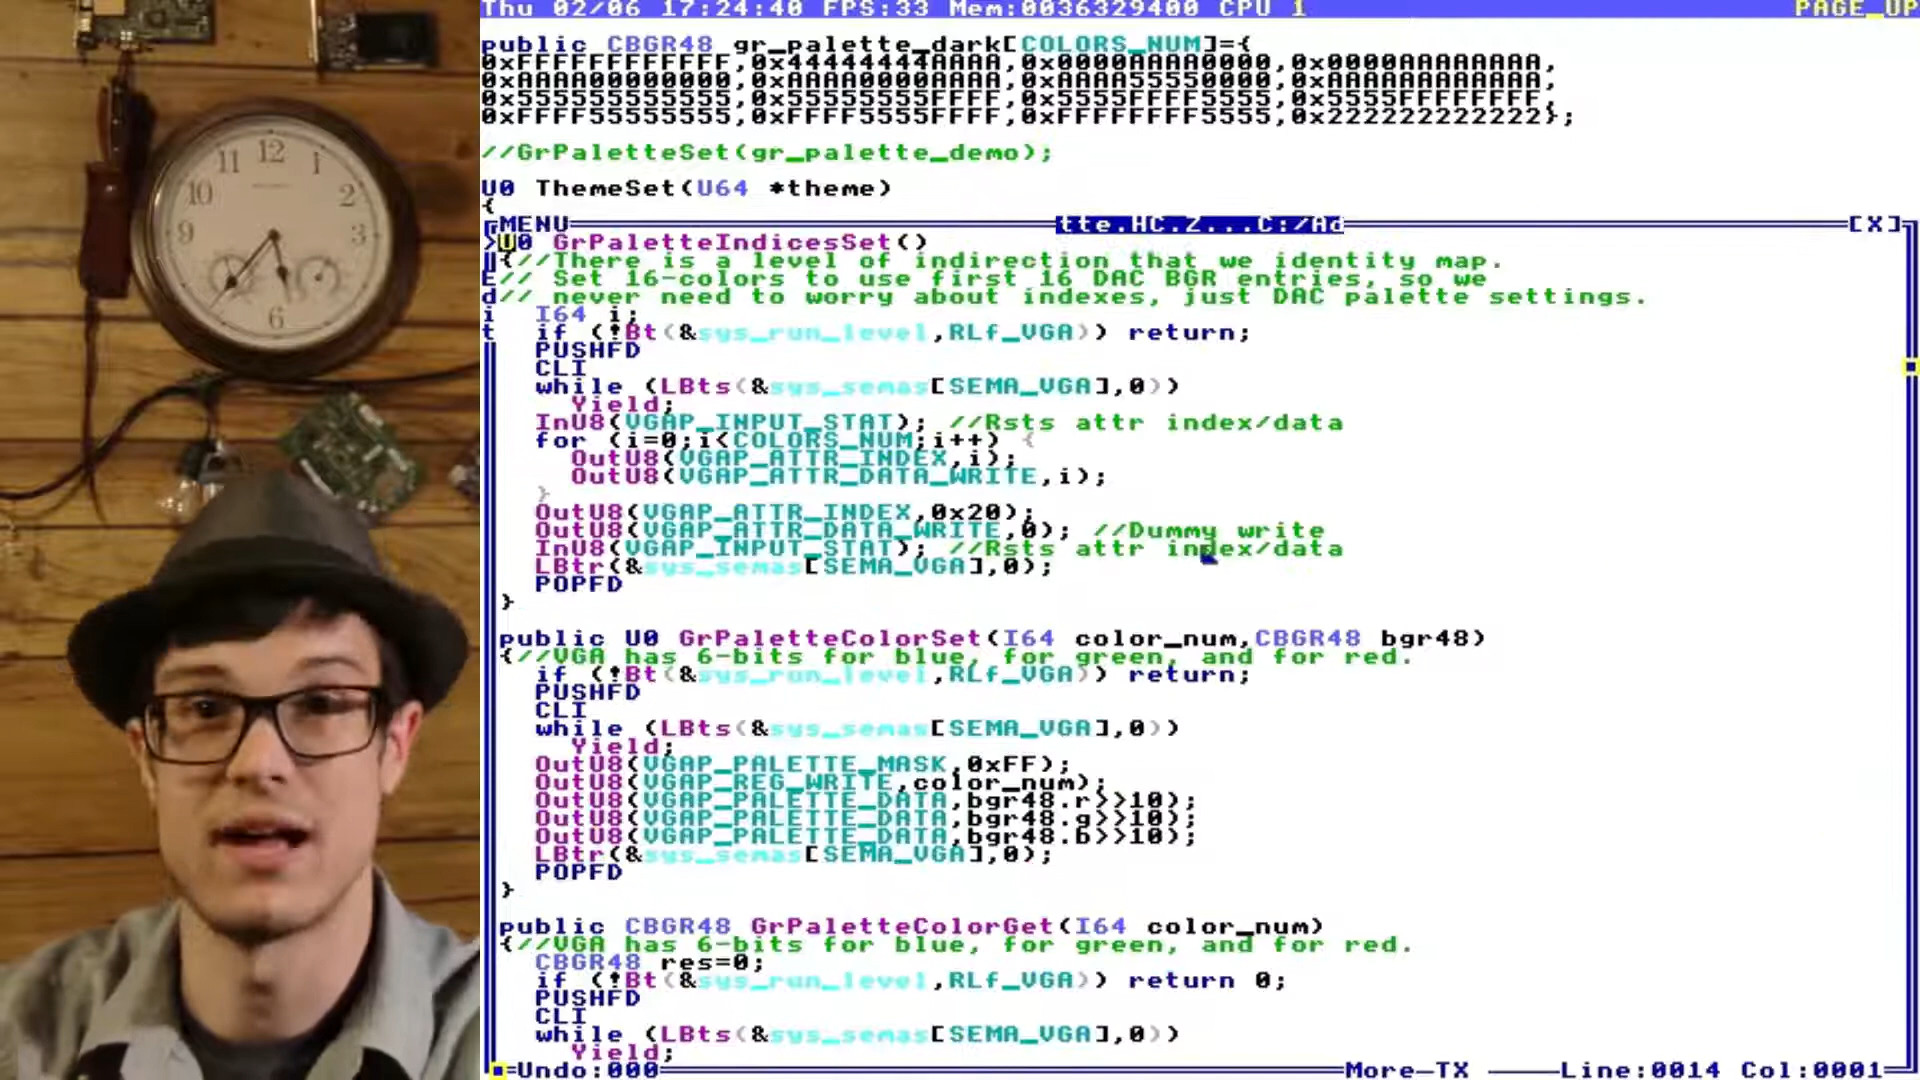 Thu 02/06 17:24:40 FPS:33 Mem:0036329400 CPU 1 PAGE_UP
public CBGR48 gr_palette_dark[COLORS_NUM]={
0xFFFFFFFFFFFF,0x44444444AAAA,0x0000AAAA0000,0x0000AAAAAAAA,
0xAAAA00000000,0xAAAA0000AAAA,0xAAAA55550000,0xAAAAAAAAAAAA,
0x555555555555,0x55555555FFFF,0x5555FFFF5555,0x5555FFFFFFFF,
0xFFFF55555555,0xFFFF5555FFFF,0xFFFFFFFF5555,0x222222222222};
//GrPaletteSet(gr_palette_demo);
U0 ThemeSet(U64 *theme)
{
MENU tte.HC.Z...C:/Ad [X]
U0 GrPaletteIndicesSet()
{//There is a level of indirection that we identity map.
// Set 16-colors to use first 16 DAC BGR entries, so we
// never need to worry about indexes, just DAC palette settings.
I64 i;
if (!Bt(&sys_run_level,RLf_VGA)) return;
PUSHFD
CLI
while (LBts(&sys_semas[SEMA_VGA],0))
Yield;
InU8(VGAP_INPUT_STAT); //Rsts attr index/data
for (i=0;i<COLORS_NUM;i++) {
OutU8(VGAP_ATTR_INDEX,i);
OutU8(VGAP_ATTR_DATA_WRITE,i);
}
OutU8(VGAP_ATTR_INDEX,0x20);
OutU8(VGAP_ATTR_DATA_WRITE,0); //Dummy write
InU8(VGAP_INPUT_STAT); //Rsts attr index/data
LBtr(&sys_semas[SEMA_VGA],0);
POPFD
}
public U0 GrPaletteColorSet(I64 color_num,CBGR48 bgr48)
{//VGA has 6-bits for blue, for green, and for red.
if (!Bt(&sys_run_level,RLf_VGA)) return;
PUSHFD
CLI
while (LBts(&sys_semas[SEMA_VGA],0))
Yield;
OutU8(VGAP_PALETTE_MASK,0xFF);
OutU8(VGAP_REG_WRITE,color_num);
OutU8(VGAP_PALETTE_DATA,bgr48.r>>10);
OutU8(VGAP_PALETTE_DATA,bgr48.g>>10);
OutU8(VGAP_PALETTE_DATA,bgr48.b>>10);
LBtr(&sys_semas[SEMA_VGA],0);
POPFD
}
public CBGR48 GrPaletteColorGet(I64 color_num)
{//VGA has 6-bits for blue, for green, and for red.
CBGR48 res=0;
if (!Bt(&sys_run_level,RLf_VGA)) return 0;
PUSHFD
CLI
while (LBts(&sys_semas[SEMA_VGA],0))
Yield;
Undo:000 More-TX Line:0014 Col:0001
12
1
2
3
6
9
10
11